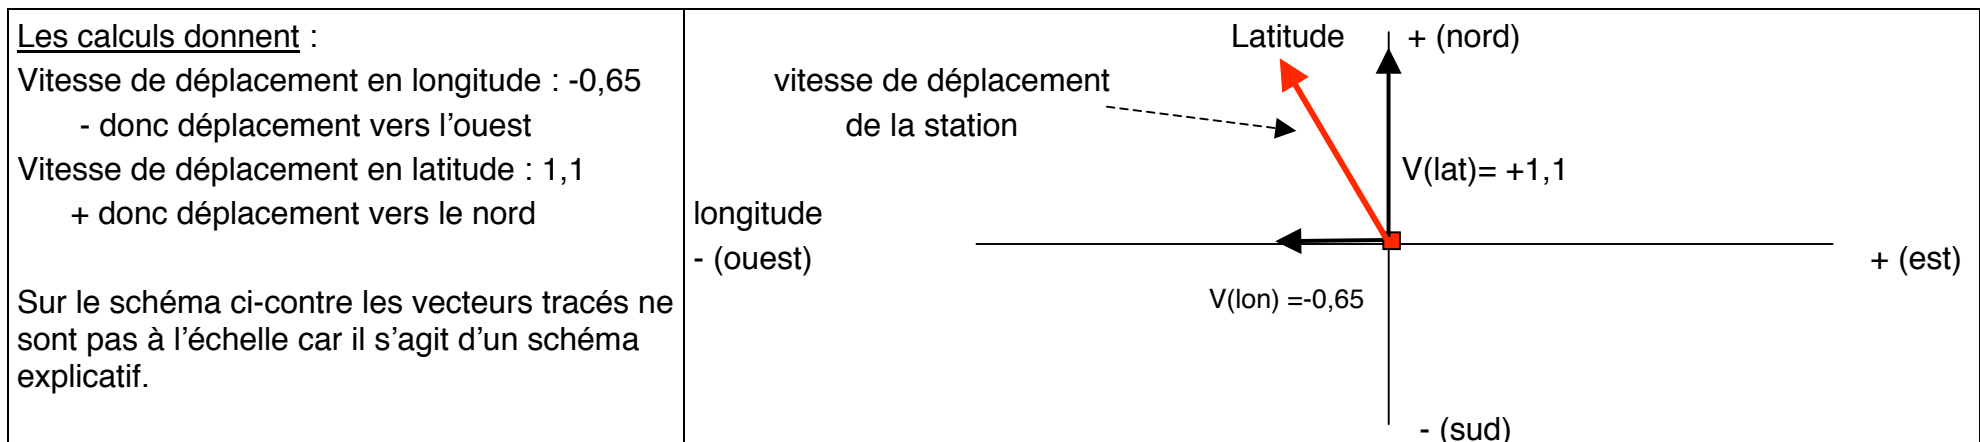 Les calculs donnent :
Vitesse de déplacement en longitude : -0,65
- donc déplacement vers l’ouest
Vitesse de déplacement en latitude : 1,1
+ donc déplacement vers le nord
Sur le schéma ci-contre les vecteurs tracés ne
sont pas à l’échelle car il s’agit d’un schéma
explicatif.
Latitude
+ (nord)
vitesse de déplacement
de la station
V(lat)= +1,1
longitude
- (ouest)
+ (est)
V(lon) =-0,65
- (sud)